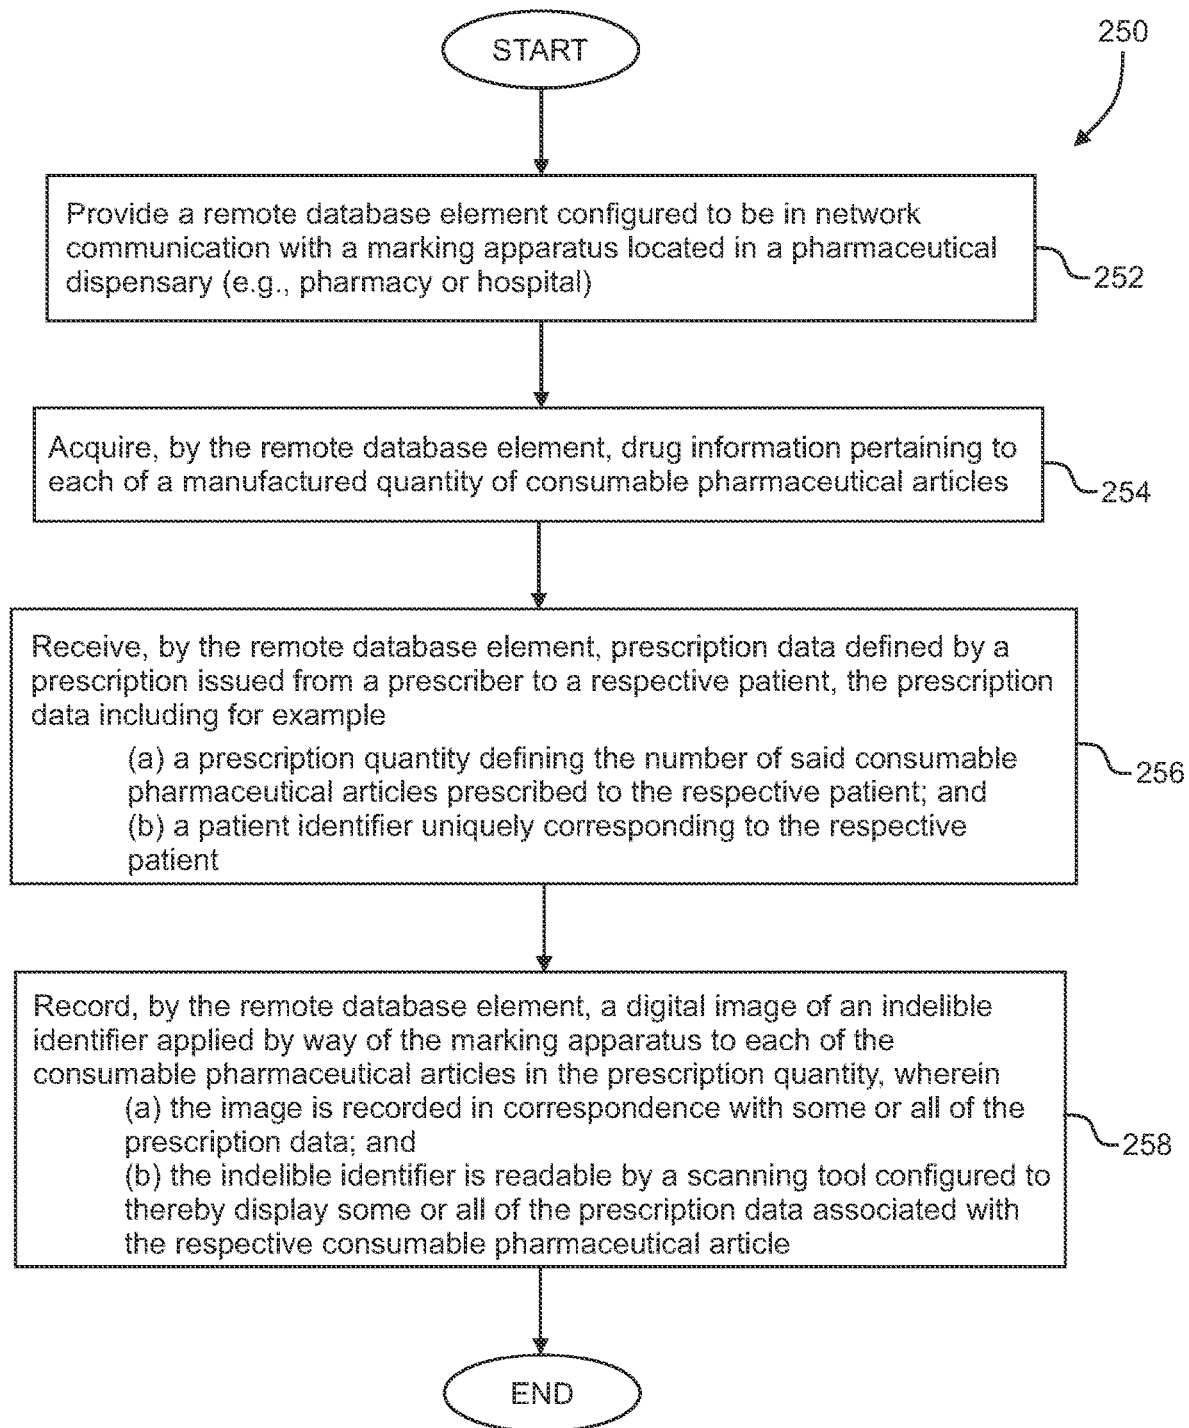 START
250
Provide a remote database element configured to be in network
communication with a marking apparatus located in a pharmaceutical
dispensary (e.g., pharmacy or hospital)
252
Acquire, by the remote database element, drug information pertaining to
each of a manufactured quantity of consumable pharmaceutical articles
254
Receive, by the remote database element, prescription data defined by a
prescription issued from a prescriber to a respective patient, the prescription
data including for example
(a) a prescription quantity defining the number of said consumable
pharmaceutical articles prescribed to the respective patient; and
(b) a patient identifier uniquely corresponding to the respective
patient
256
Record, by the remote database element, a digital image of an indelible
identifier applied by way of the marking apparatus to each of the
consumable pharmaceutical articles in the prescription quantity, wherein
(a) the image is recorded in correspondence with some or all of the
prescription data; and
(b) the indelible identifier is readable by a scanning tool configured to
thereby display some or all of the prescription data associated with
the respective consumable pharmaceutical article
258
END